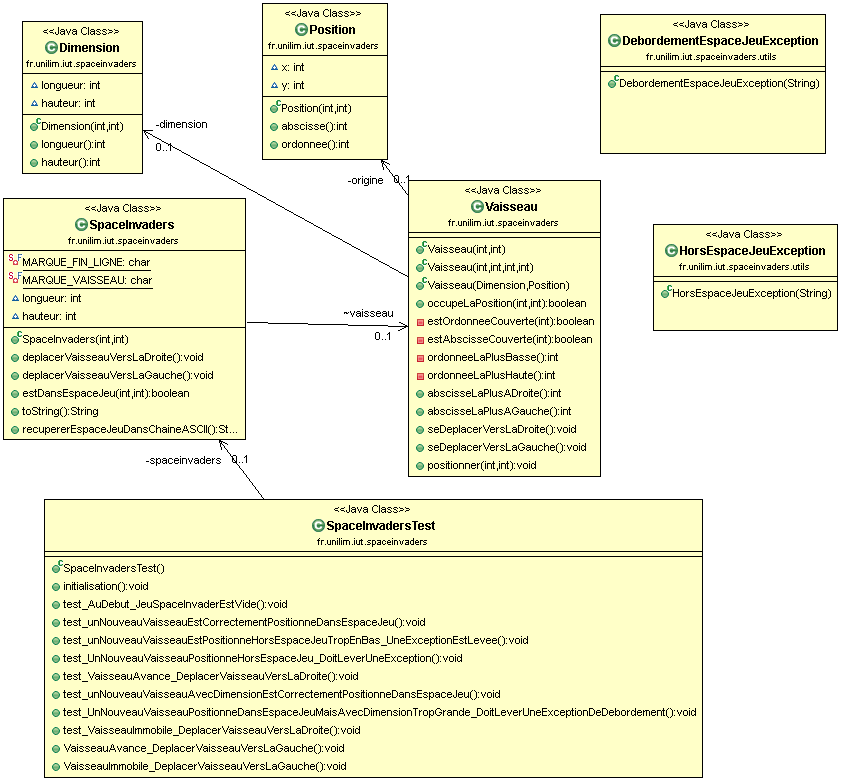 <<Java Class>>
Dimension
fr.unilim.iut.spaceinvaders
longueur: int
hauteur: int
Dimension(int,int)
longueur():int
hauteur():int
<<Java Class>>
Position
fr.unilim.iut.spaceinvaders
x: int
y: int
Position(int,int)
abscisse():int
ordonnee():int
<<Java Class>>
DebordementEspaceJeuException
fr.unilim.iut.spaceinvaders.utils
DebordementEspaceJeuException(String)
-dimension
0..1
-origine
0..1
<<Java Class>>
SpaceInvaders
fr.unilim.iut.spaceinvaders
MARQUE_FIN_LIGNE: char
MARQUE_VAISSEAU: char
longueur: int
hauteur: int
SpaceInvaders(int,int)
deplacerVaisseauVersLaDroite():void
deplacerVaisseauVersLaGauche():void
estDansEspaceJeu(int,int):boolean
toString():String
recupererEspaceJeuDansChaineASCII():St...
~vaisseau
0..1
<<Java Class>>
Vaisseau
fr.unilim.iut.spaceinvaders
Vaisseau(int,int)
Vaisseau(int,int,int,int)
Vaisseau(Dimension,Position)
occupeLaPosition(int,int):boolean
estOrdonneeCouverte(int):boolean
estAbscisseCouverte(int):boolean
ordonneeLaPlusBasse():int
ordonneeLaPlusHaute():int
abscisseLaPlusADroite():int
abscisseLaPlusAGauche():int
seDeplacerVersLaDroite():void
seDeplacerVersLaGauche():void
positionner(int,int):void
<<Java Class>>
HorsEspaceJeuException
fr.unilim.iut.spaceinvaders.utils
HorsEspaceJeuException(String)
-spaceinvaders
0..1
<<Java Class>>
SpaceInvadersTest
fr.unilim.iut.spaceinvaders
SpaceInvadersTest()
initialisation():void
test_AuDebut_JeuSpaceInvaderEstVide():void
test_unNouveauVaisseauEstCorrectementPositionneDansEspaceJeu():void
test_unNouveauVaisseauEstPositionneHorsEspaceJeuTropEnBas_UneExceptionEstLevee():void
test_UnNouveauVaisseauPositionneHorsEspaceJeu_DoitLeverUneException():void
test_VaisseauAvance_DeplacerVaisseauVersLaDroite():void
test_unNouveauVaisseauAvecDimensionEstCorrectementPositionneDansEspaceJeu():void
test_UnNouveauVaisseauPositionneDansEspaceJeuMaisAvecDimensionTropGrande_DoitLeverUneExceptionDeDebordement():void
test_VaisseauImmobile_DeplacerVaisseauVersLaDroite():void
VaisseauAvance_DeplacerVaisseauVersLaGauche():void
VaisseauImmobile_DeplacerVaisseauVersLaGauche():void